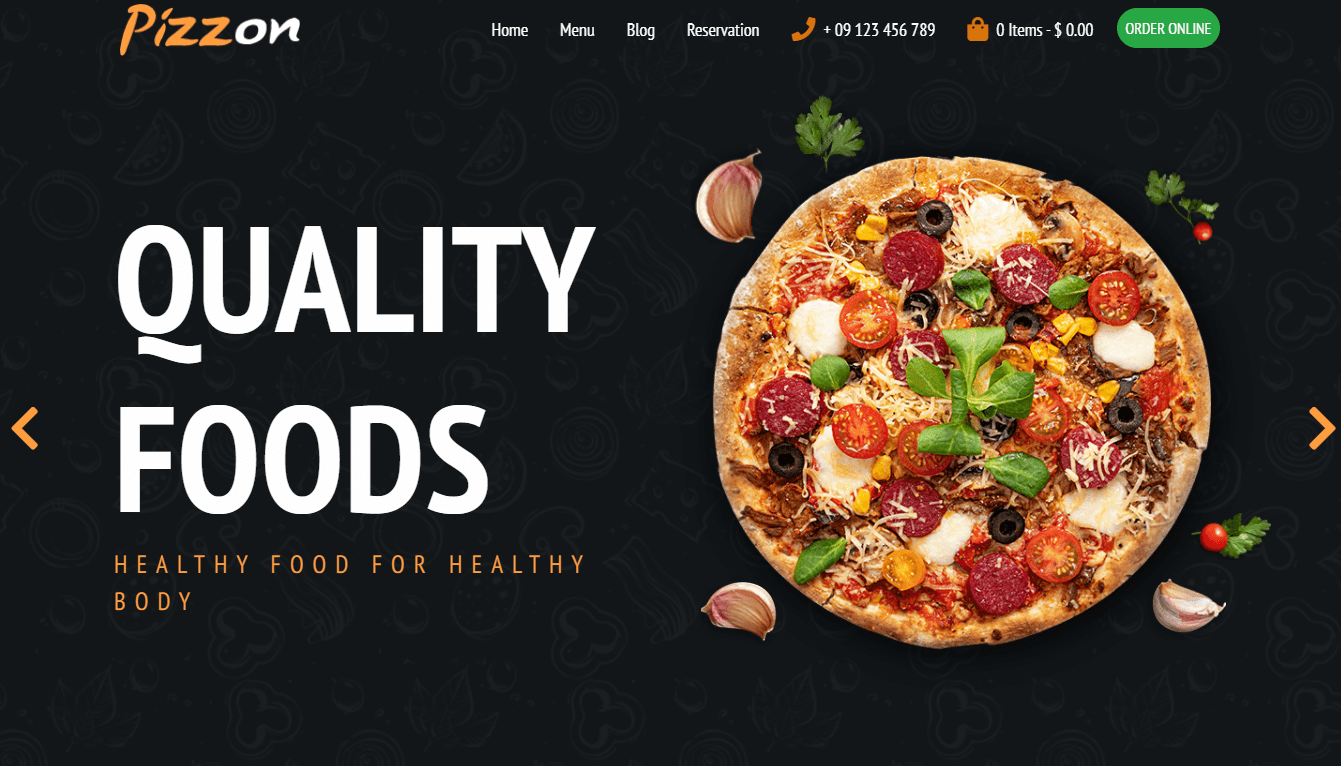 Pizzon
Home Menu Blog Reservation + 09 123 456 789 0 Items - $ 0.00 ORDER ONLINE
QUALITY
FOODS
HEALTHY FOOD FOR HEALTHY
BODY